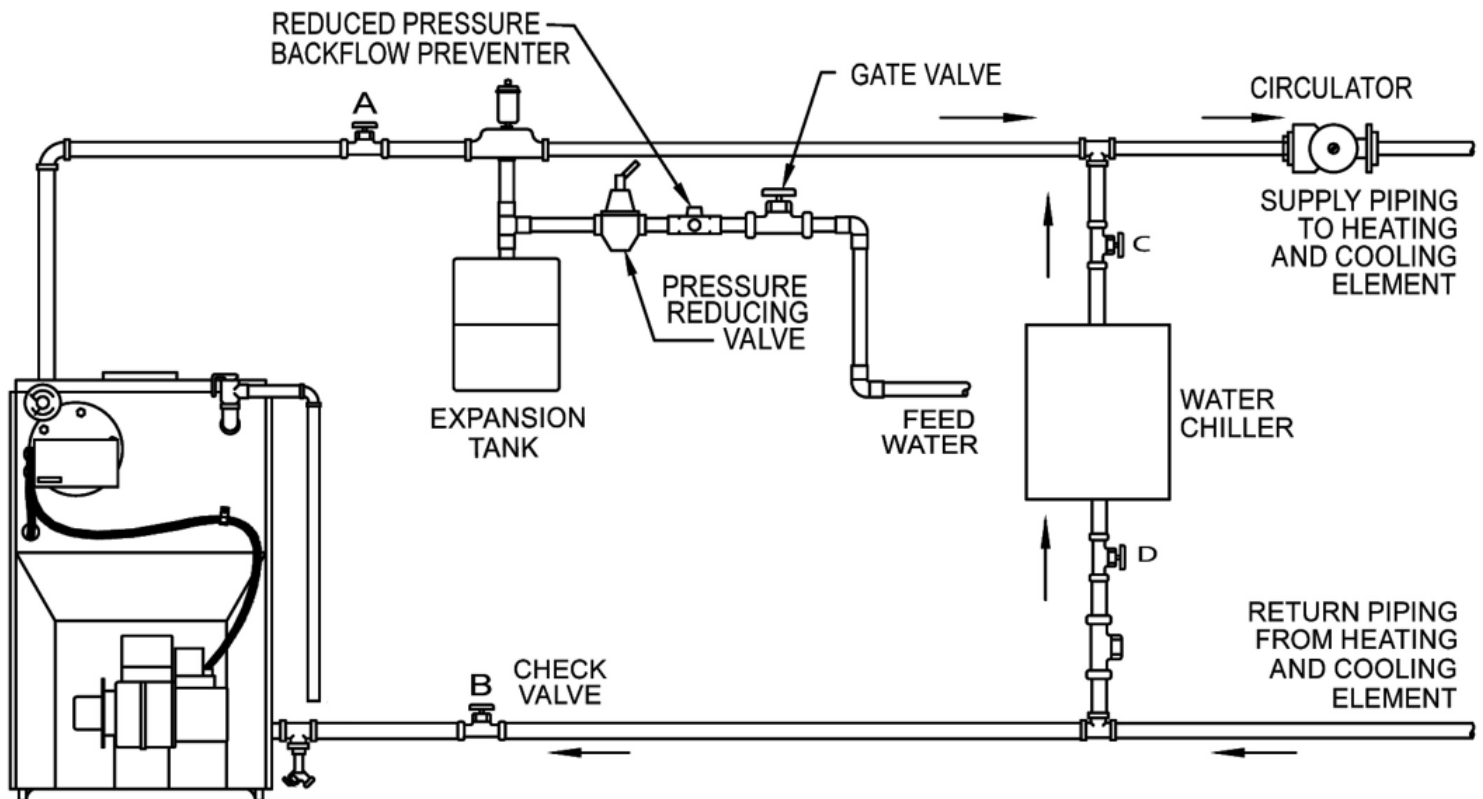 REDUCED PRESSURE
BACKFLOW PREVENTER
GATE VALVE
CIRCULATOR
A
SUPPLY PIPING
TO HEATING
AND COOLING
ELEMENT
C
PRESSURE
REDUCING
VALVE
EXPANSION
TANK
FEED
WATER
WATER
CHILLER
D
RETURN PIPING
FROM HEATING
AND COOLING
ELEMENT
B
CHECK
VALVE